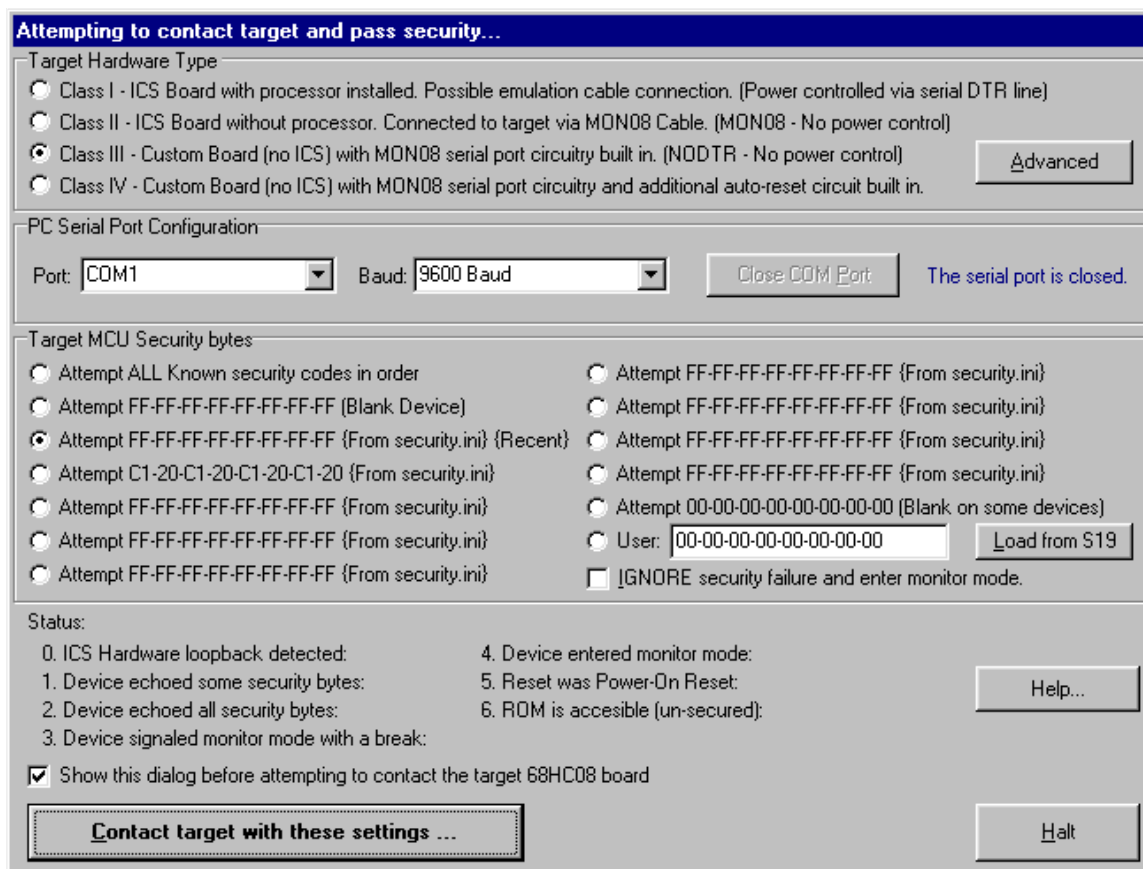 Attempting to contact target and pass security...
Target Hardware Type
Class I - ICS Board with processor installed. Possible emulation cable connection. (Power controlled via serial DTR line)
Class II - ICS Board without processor. Connected to target via MON08 Cable. (MON08 - No power control)
Class III - Custom Board (no ICS) with MON08 serial port circuitry built in. (NODTR - No power control)
Class IV - Custom Board (no ICS) with MON08 serial port circuitry and additional auto-reset circuit built in.
Advanced
PC Serial Port Configuration
Port: COM1 Baud: 9600 Baud Close COM Port The serial port is closed.
Target MCU Security bytes
Attempt ALL Known security codes in order
Attempt FF-FF-FF-FF-FF-FF-FF-FF (Blank Device)
Attempt FF-FF-FF-FF-FF-FF-FF-FF {From security.ini} {Recent}
Attempt C1-20-C1-20-C1-20-C1-20 {From security.ini}
Attempt FF-FF-FF-FF-FF-FF-FF-FF {From security.ini}
Attempt FF-FF-FF-FF-FF-FF-FF-FF {From security.ini}
Attempt FF-FF-FF-FF-FF-FF-FF-FF {From security.ini}
Attempt FF-FF-FF-FF-FF-FF-FF-FF {From security.ini}
Attempt FF-FF-FF-FF-FF-FF-FF-FF {From security.ini}
Attempt FF-FF-FF-FF-FF-FF-FF-FF {From security.ini}
Attempt FF-FF-FF-FF-FF-FF-FF-FF {From security.ini}
Attempt 00-00-00-00-00-00-00-00 (Blank on some devices)
User: 00-00-00-00-00-00-00-00 Load from S19
IGNORE security failure and enter monitor mode.
Status:
0. ICS Hardware loopback detected:
1. Device echoed some security bytes:
2. Device echoed all security bytes:
3. Device signaled monitor mode with a break:
4. Device entered monitor mode:
5. Reset was Power-On Reset:
6. ROM is accesible (un-secured):
Help...
Show this dialog before attempting to contact the target 68HC08 board
Contact target with these settings ...
Halt